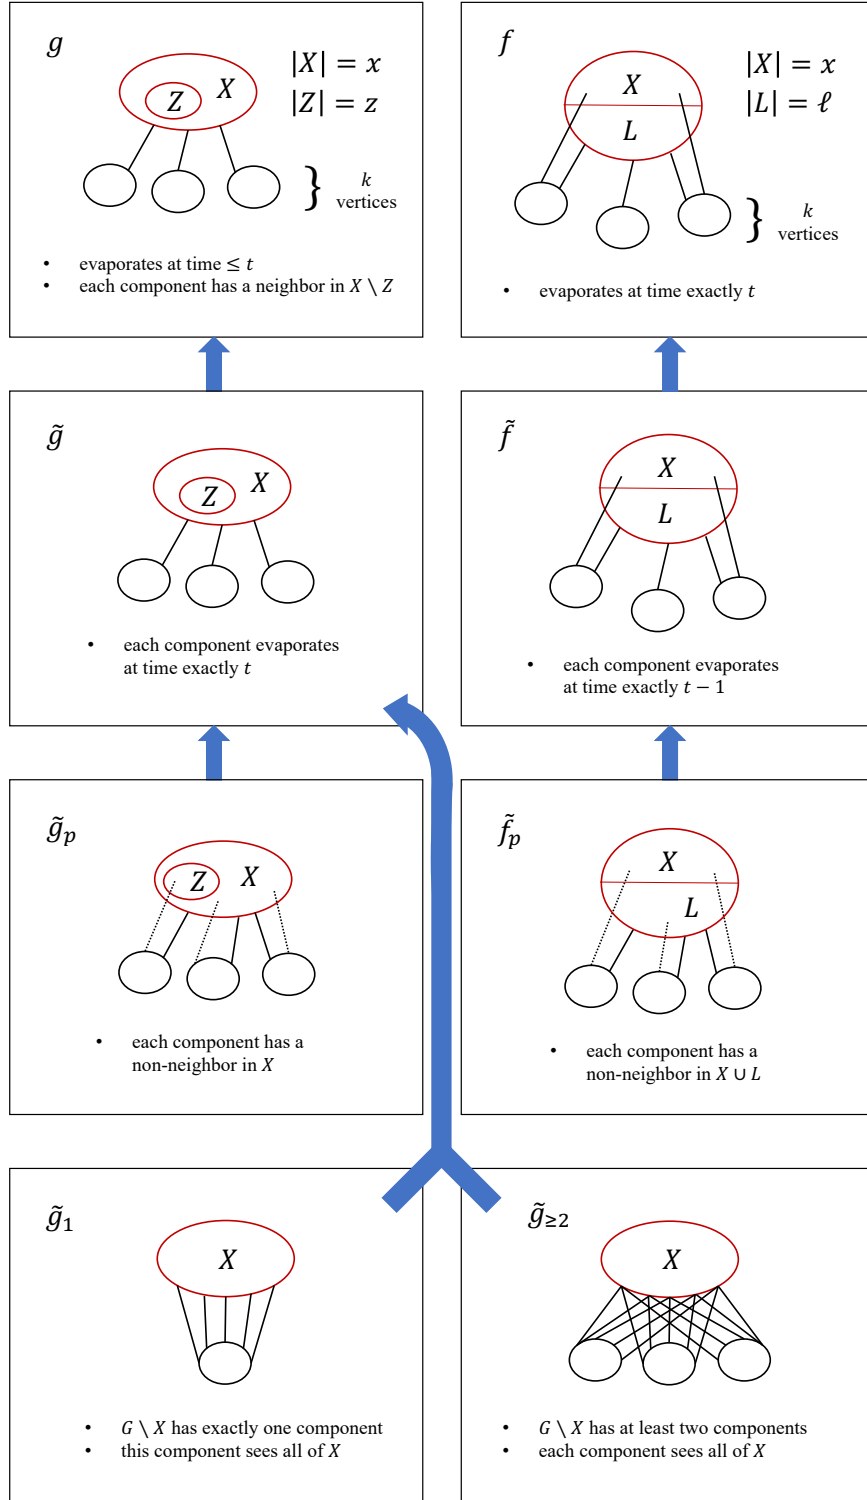 g
|X| = x
|Z| = z
Z X
} k
vertices
• evaporates at time ≤ t
• each component has a neighbor in X \ Z
f
|X| = x
|L| = ℓ
X
L
} k
vertices
• evaporates at time exactly t
g̃
Z X
• each component evaporates
at time exactly t
f̃
X
L
• each component evaporates
at time exactly t − 1
g̃ₚ
Z X
• each component has a
non-neighbor in X
f̃ₚ
X
L
• each component has a
non-neighbor in X ∪ L
g̃₁
X
• G \ X has exactly one component
• this component sees all of X
g̃≥₂
X
• G \ X has at least two components
• each component sees all of X